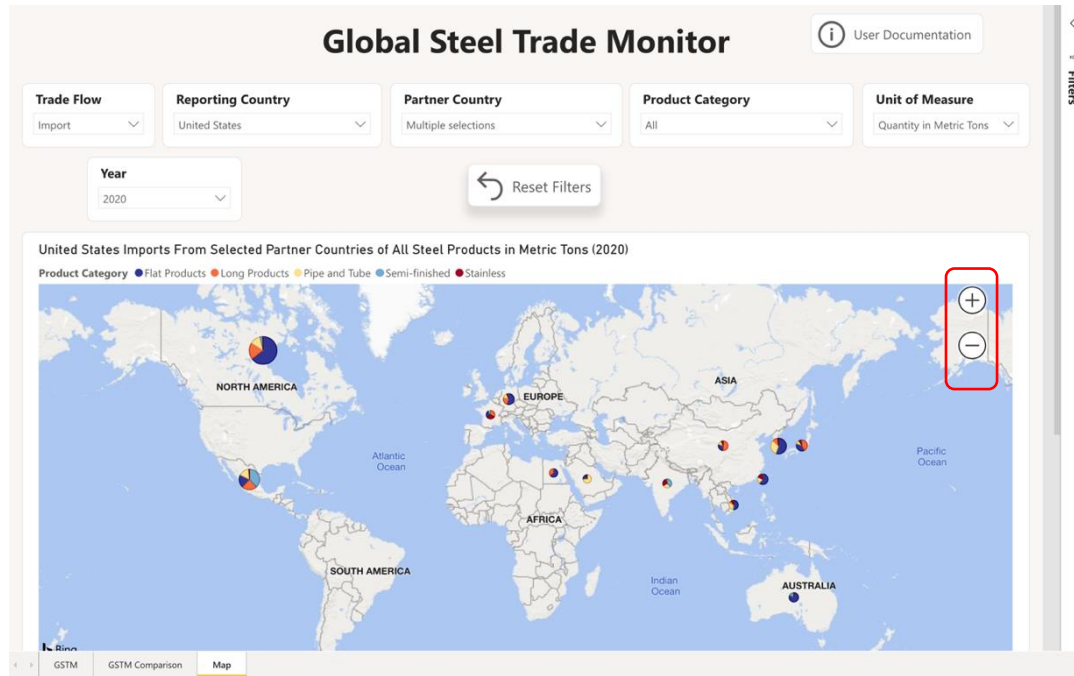 Global Steel Trade Monitor
User Documentation
Filters
Trade Flow
Import
Reporting Country
United States
Partner Country
Multiple selections
Product Category
All
Unit of Measure
Quantity in Metric Tons
Year
2020
Reset Filters
United States Imports From Selected Partner Countries of All Steel Products in Metric Tons (2020)
Product Category Flat Products Long Products Pipe and Tube Semi-finished Stainless
NORTH AMERICA
EUROPE
ASIA
Atlantic
Ocean
Pacific
Ocean
AFRICA
SOUTH AMERICA
Indian
Ocean
AUSTRALIA
Bing
GSTM GSTM Comparison Map